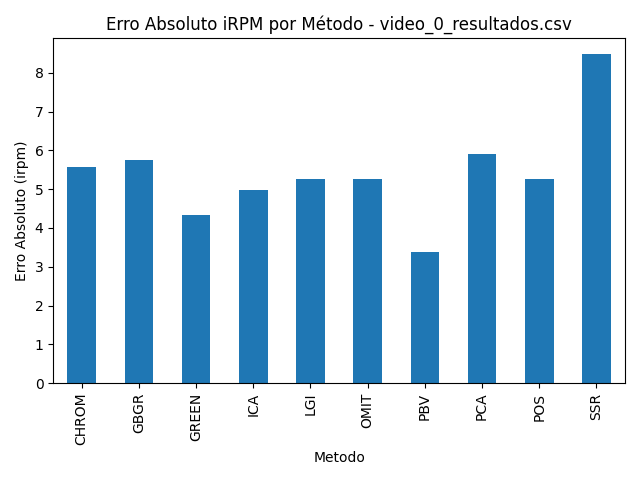 Erro Absoluto iRPM por Método - video_0_resultados.csv
Erro Absoluto (irpm)
8
7
6
5
4
3
2
1
0
CHROM
GBGR
GREEN
ICA
LGI
OMIT
PBV
PCA
POS
SSR
Metodo